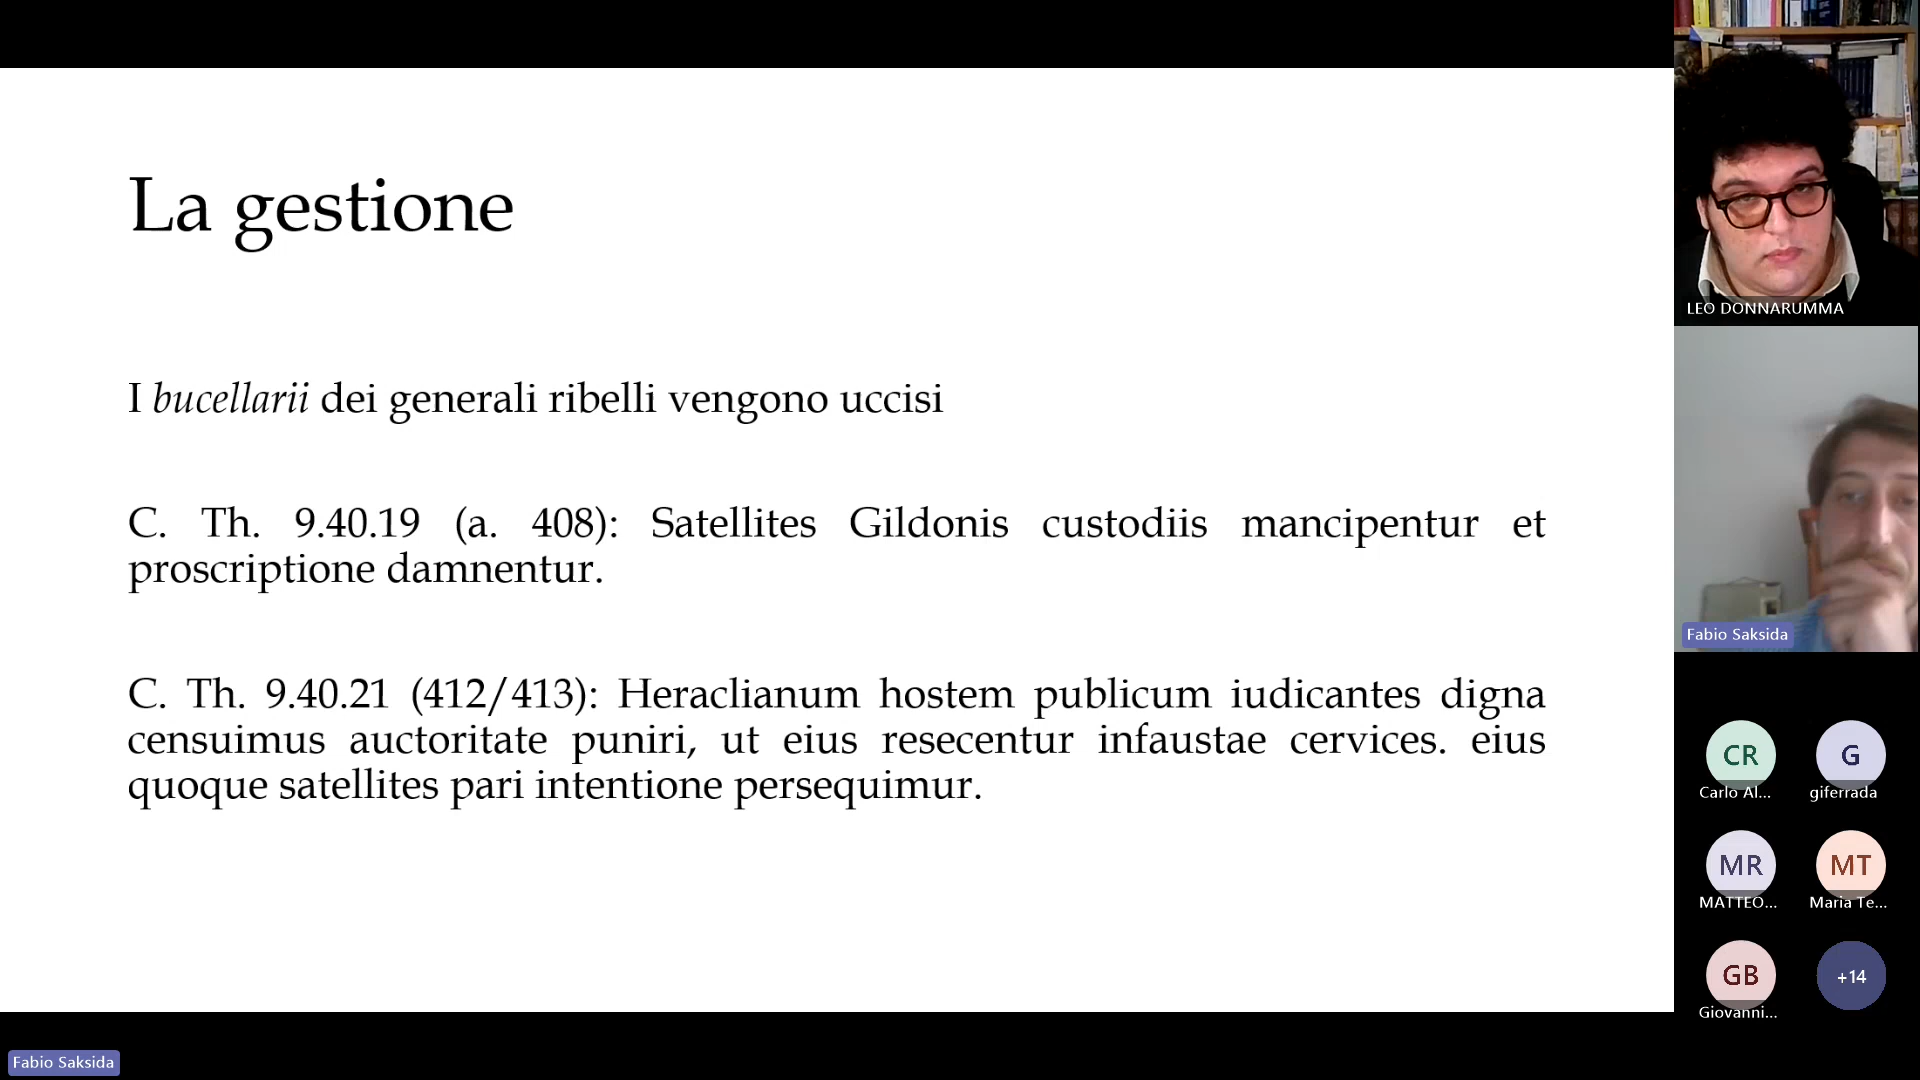 La gestione
I bucellarii dei generali ribelli vengono uccisi
C. Th. 9.40.19 (a. 408): Satellites Gildonis custodiis mancipentur et
proscriptione damnentur.
C. Th. 9.40.21 (412/413): Heraclianum hostem publicum iudicantes digna
censuimus auctoritate puniri, ut eius resecentur infaustae cervices. eius
quoque satellites pari intentione persequimur.
LEO DONNARUMMA
Fabio Saksida
CR
G
Carlo Al...
giferrada
MR
MT
MATTEO...
Maria Te...
GB
+14
Giovanni...
Fabio Saksida